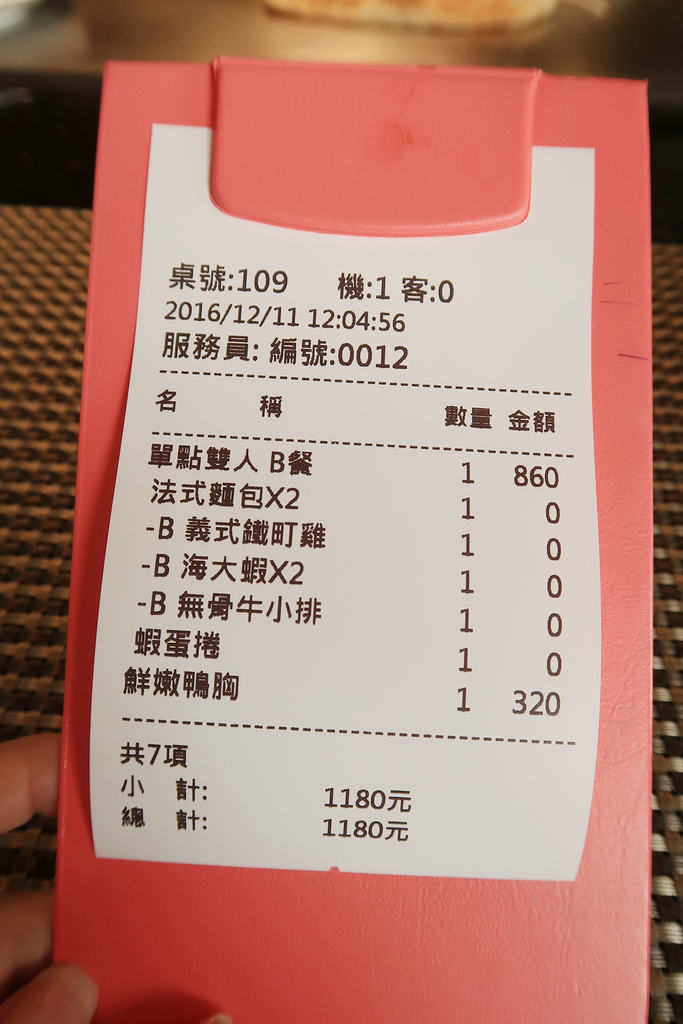 桌號:109 機:1 客:0
2016/12/11 12:04:56
服務員: 編號:0012
名 稱 數量 金額
單點雙人 B餐 1 860
法式麵包X2 1 0
-B 義式鐵町雞 1 0
-B 海大蝦X2 1 0
-B 無骨牛小排 1 0
蝦蛋捲 1 0
鮮嫩鴨胸 1 320
共7項
小 計: 1180元
總 計: 1180元